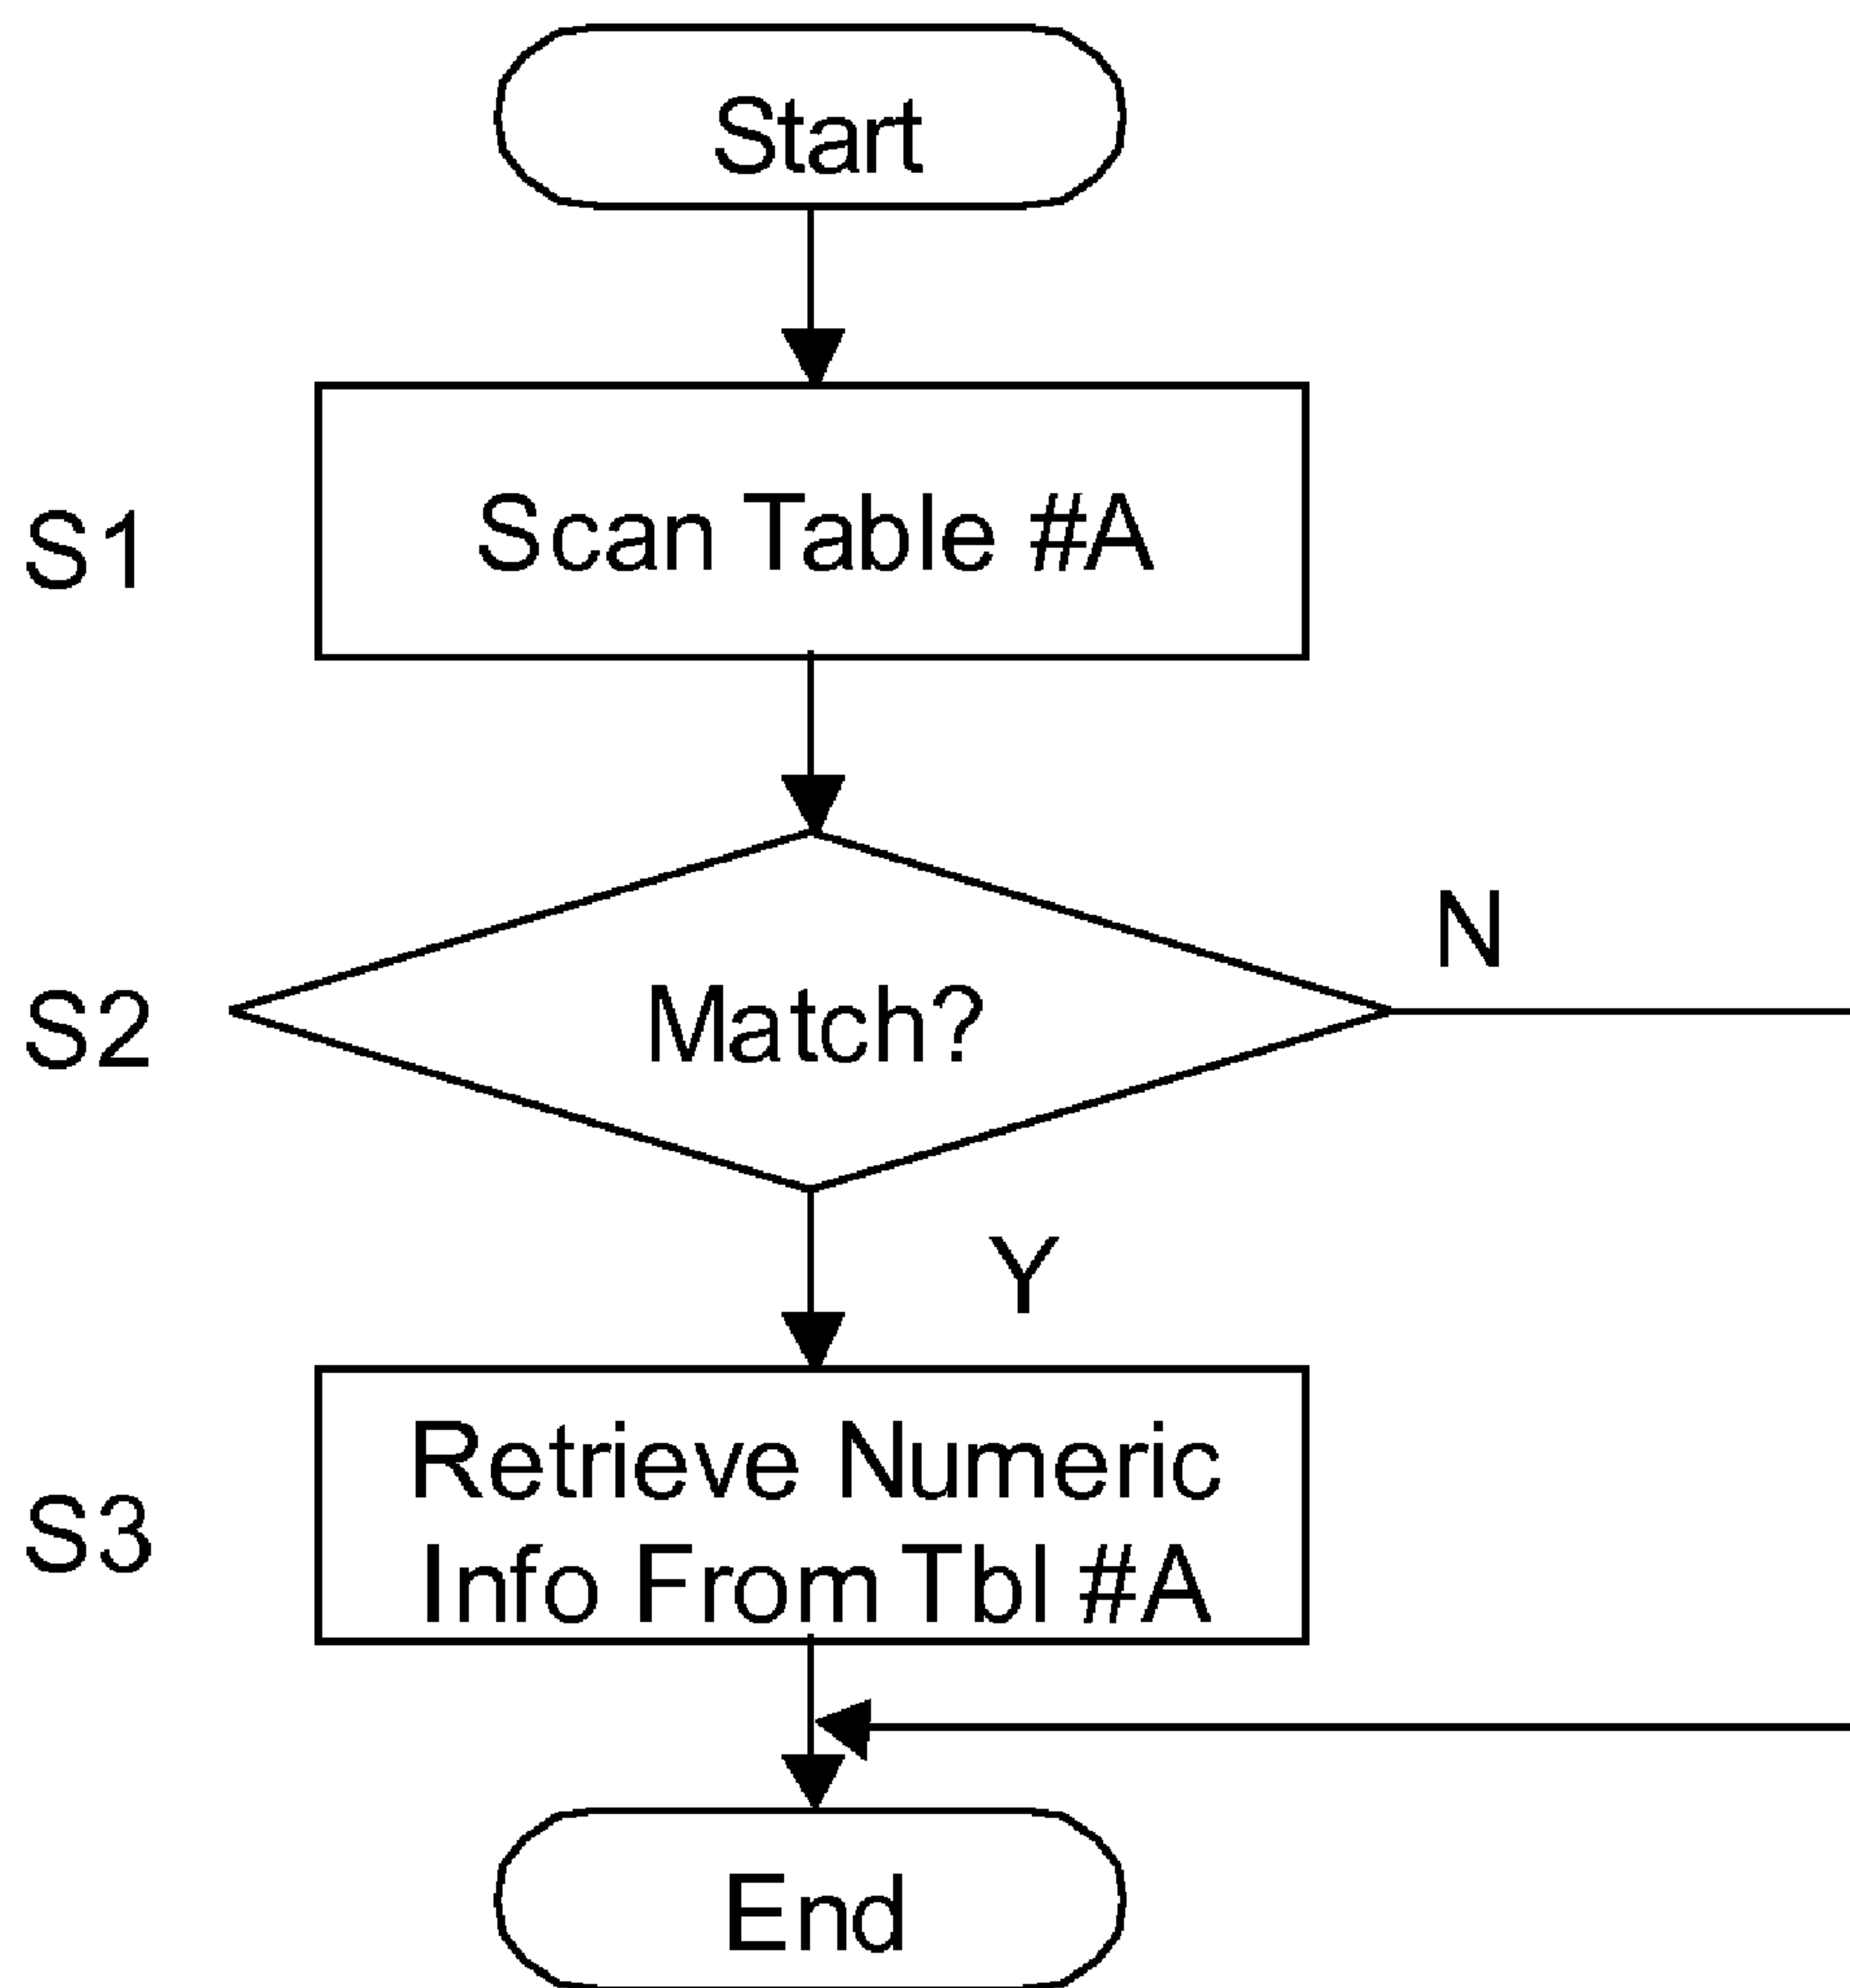 Start
S1
Scan Table #A
N
S2
Match?
Y
S3
Retrieve Numeric
Info From Tbl #A
End